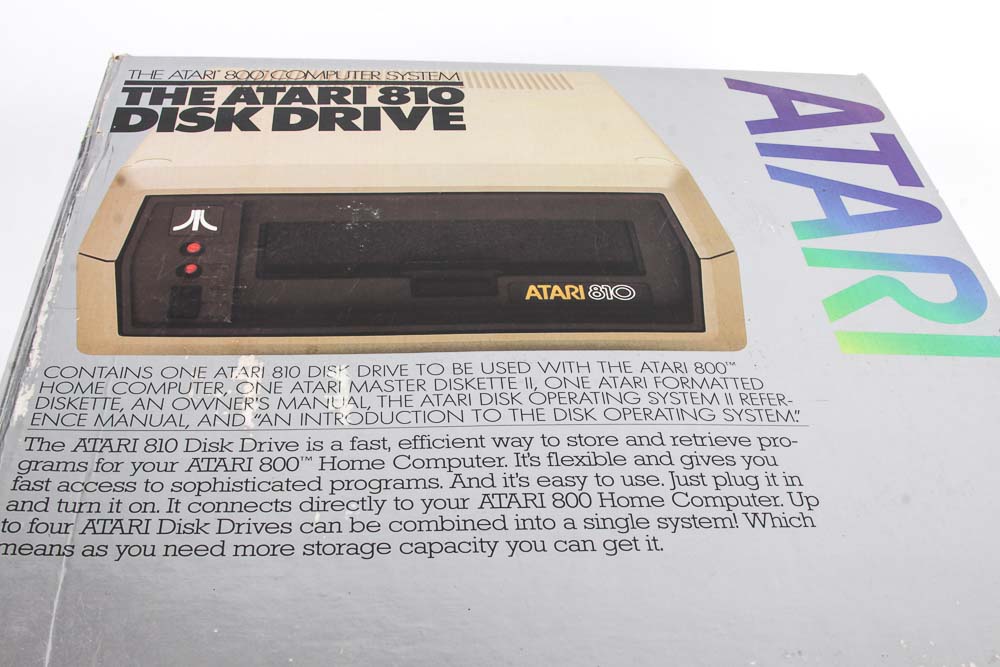 THE ATARI® 800™ COMPUTER SYSTEM
THE ATARI 810
DISK DRIVE
ATARI
ATARI 810
CONTAINS ONE ATARI 810 DISK DRIVE TO BE USED WITH THE ATARI 800™
HOME COMPUTER, ONE ATARI MASTER DISKETTE II, ONE ATARI FORMATTED
DISKETTE, AN OWNER'S MANUAL, THE ATARI DISK OPERATING SYSTEM II REFER-
ENCE MANUAL, AND "AN INTRODUCTION TO THE DISK OPERATING SYSTEM."
The ATARI 810 Disk Drive is a fast, efficient way to store and retrieve pro-
grams for your ATARI 800™ Home Computer. It's flexible and gives you
fast access to sophisticated programs. And it's easy to use. Just plug it in
and turn it on. It connects directly to your ATARI 800 Home Computer. Up
to four ATARI Disk Drives can be combined into a single system! Which
means as you need more storage capacity you can get it.